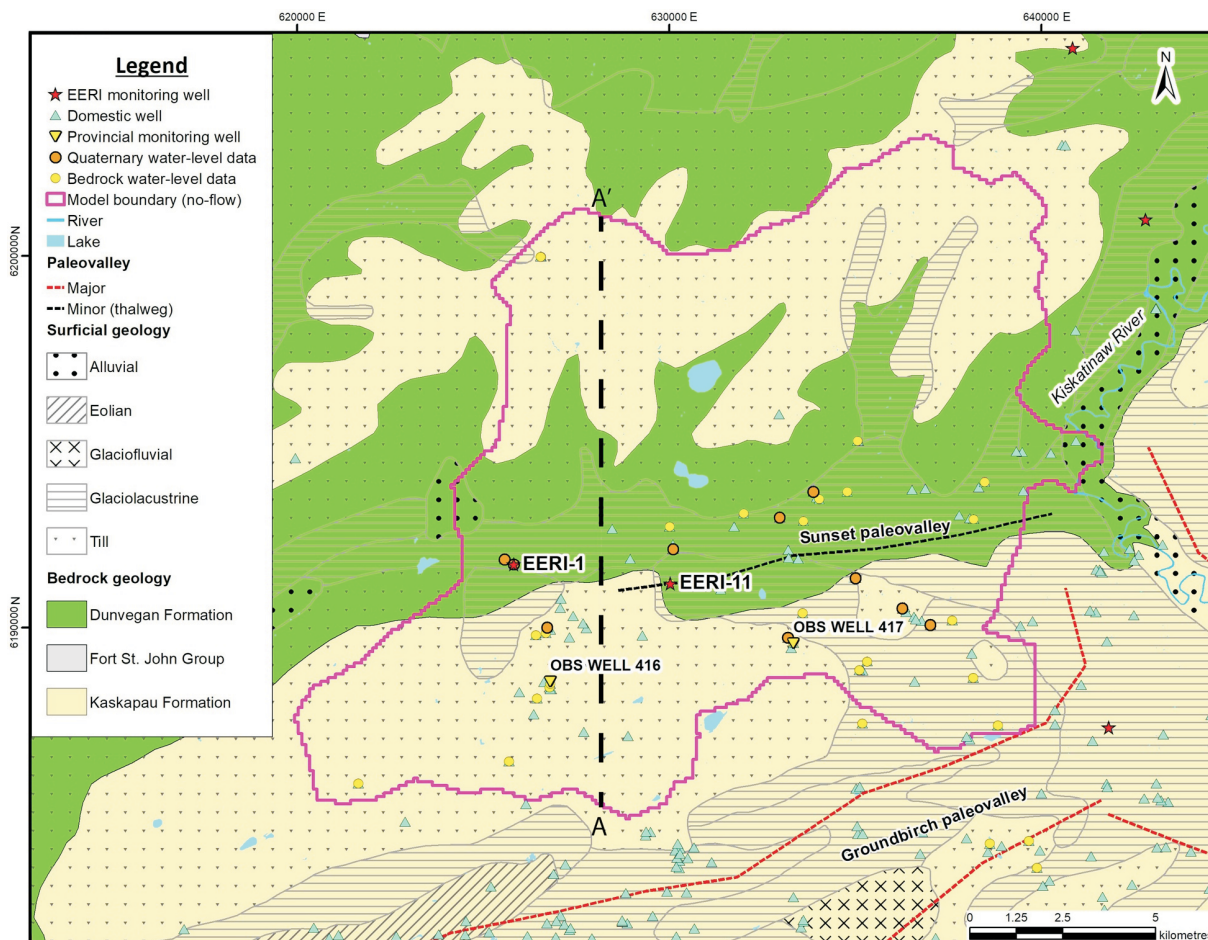 620000 E
630000 E
640000 E
6200000N
6190000N
Legend
EERI monitoring well
Domestic well
Provincial monitoring well
Quaternary water-level data
Bedrock water-level data
Model boundary (no-flow)
River
Lake
Paleovalley
Major
Minor (thalweg)
Surficial geology
Alluvial
Eolian
Glaciofluvial
Glaciolacustrine
Till
Bedrock geology
Dunvegan Formation
Fort St. John Group
Kaskapau Formation
N
A'
Kiskatinaw River
Sunset paleovalley
EERI-1
EERI-11
OBS WELL 417
OBS WELL 416
A
Groundbirch paleovalley
0 1.25 2.5 5
kilometres